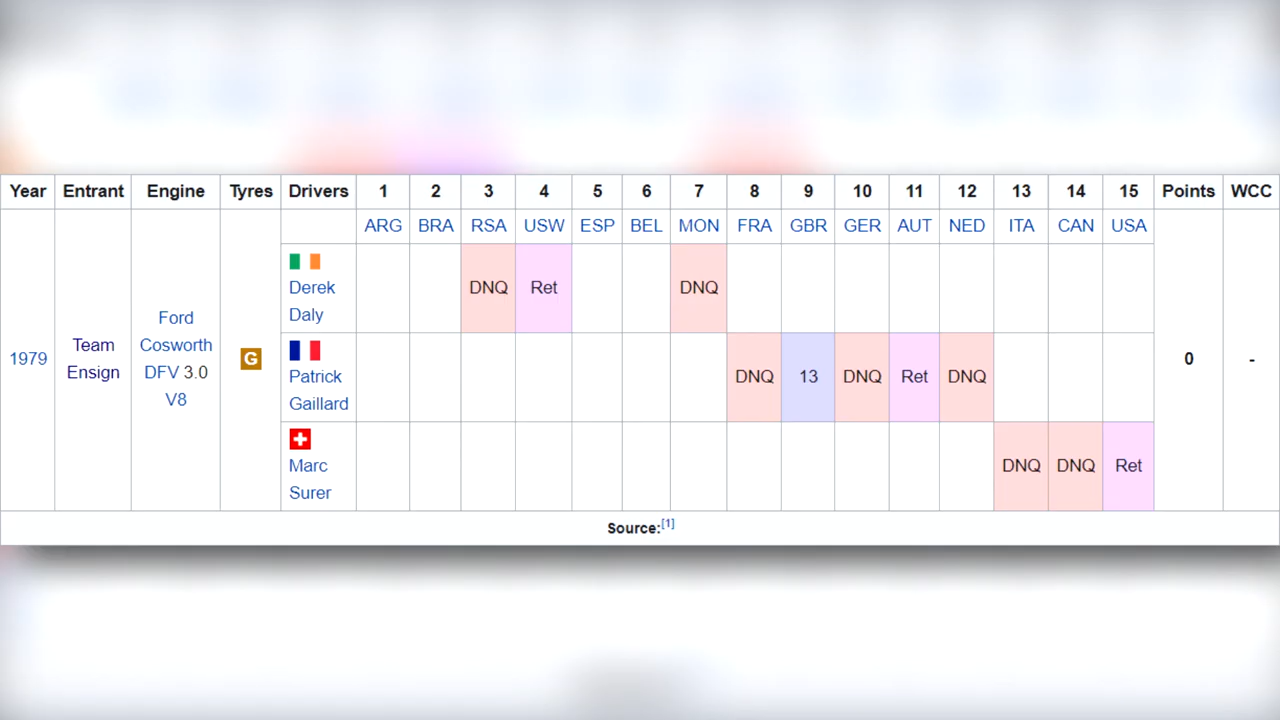 Year Entrant Engine Tyres Drivers 1 2 3 4 5 6 7 8 9 10 11 12 13 14 15 Points WCC
ARG BRA RSA USW ESP BEL MON FRA GBR GER AUT NED ITA CAN USA
1979
Team
Ensign
Ford
Cosworth
DFV 3.0
V8
G
Derek
Daly
DNQ Ret DNQ
Patrick
Gaillard
DNQ 13 DNQ Ret DNQ
Marc
Surer
DNQ DNQ Ret
0 -
Source:[1]